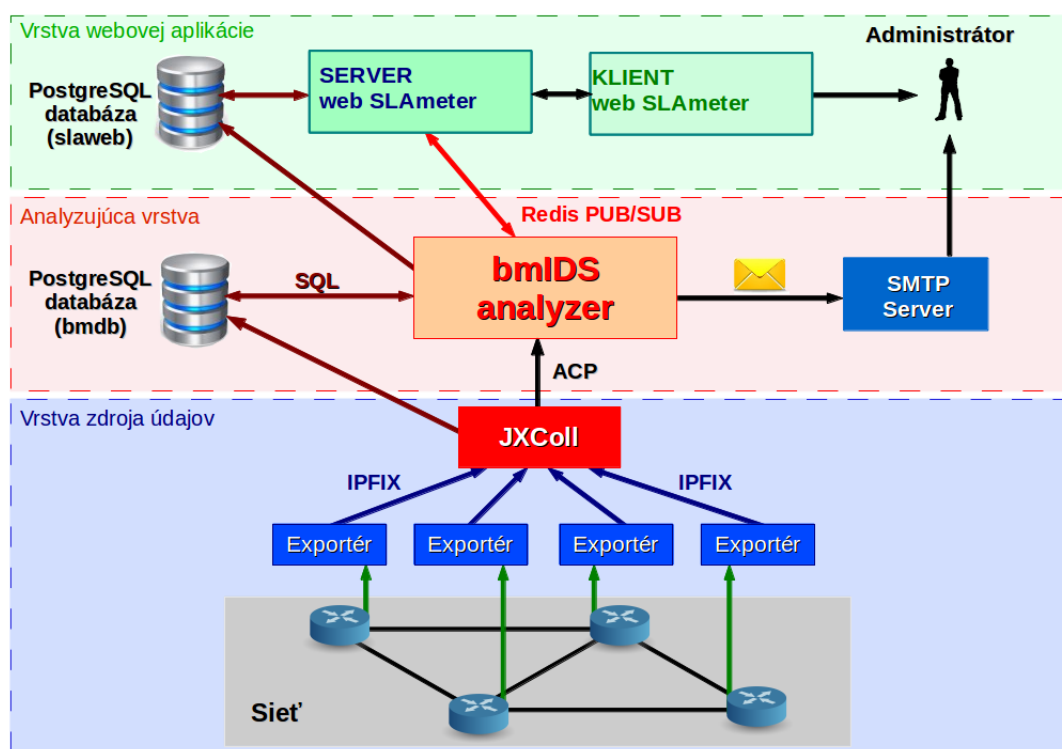 Vrstva webovej aplikácie
Administrátor
PostgreSQL
databáza
(slaweb)
SERVER
web SLAmeter
KLIENT
web SLAmeter
Redis PUB/SUB
Analyzujúca vrstva
PostgreSQL
databáza
(bmdb)
SQL
bmIDS
analyzer
SMTP
Server
ACP
Vrstva zdroja údajov
JXColl
IPFIX
IPFIX
Exportér
Exportér
Exportér
Exportér
Sieť